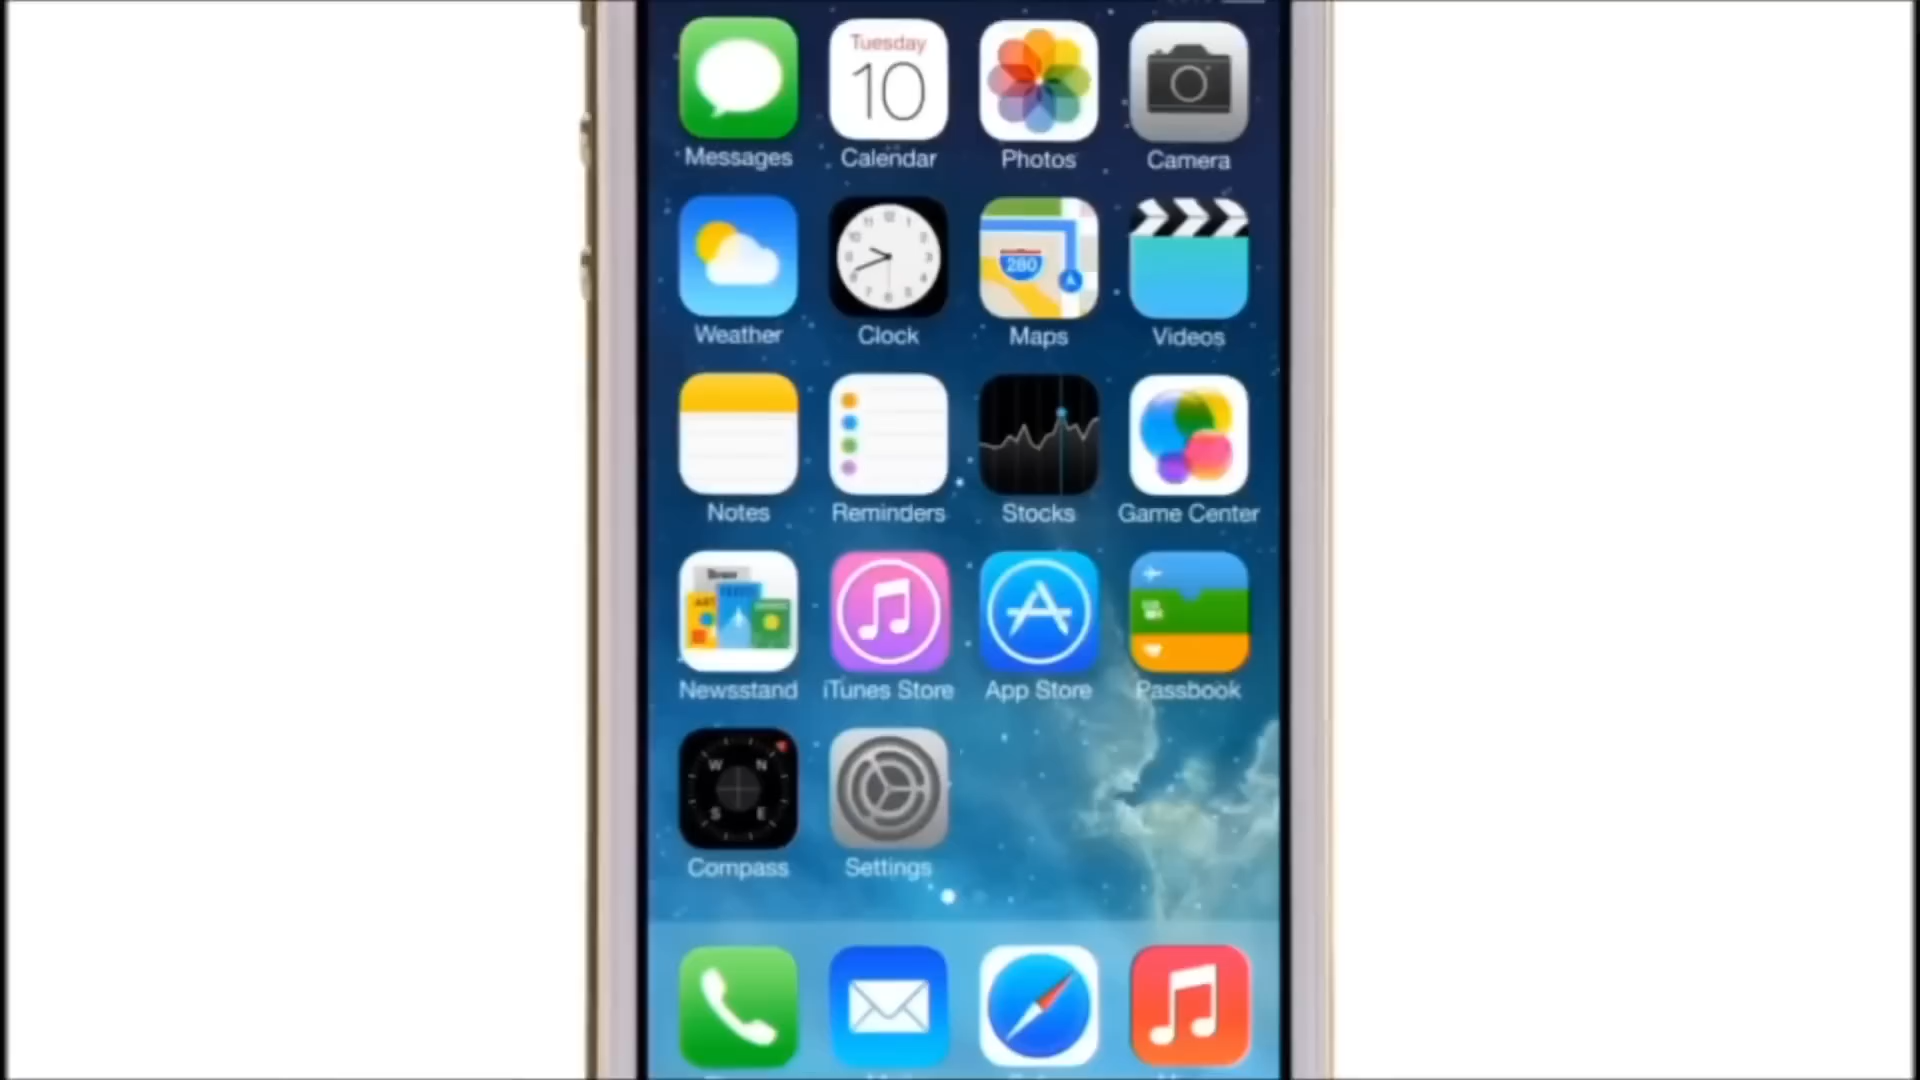 Tuesday
10
Messages
Calendar
Photos
Camera
280
Weather
Clock
Maps
Videos
Notes
Reminders
Stocks
Game Center
Newsstand
iTunes Store
App Store
Passbook
W N
S E
Compass
Settings